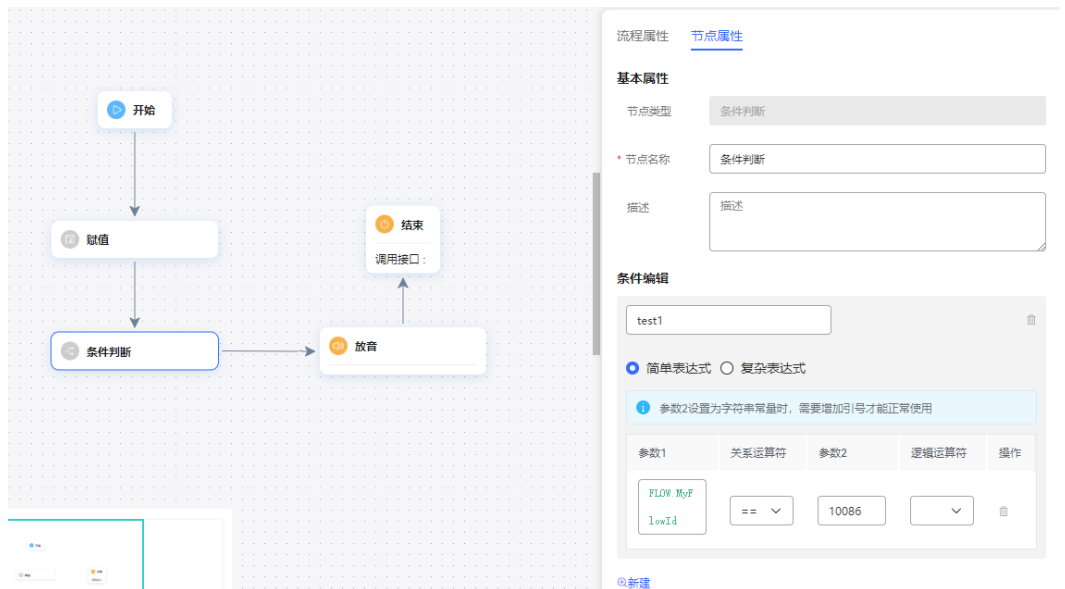 开始
赋值
条件判断
结束
调用接口：
放音
流程属性 节点属性
基本属性
节点类型 条件判断
* 节点名称 条件判断
描述 描述
条件编辑
test1
简单表达式 复杂表达式
参数2设置为字符串常量时，需要增加引号才能正常使用
参数1 关系运算符 参数2 逻辑运算符 操作
FLOW.MyF
lowId
== 10086
新建